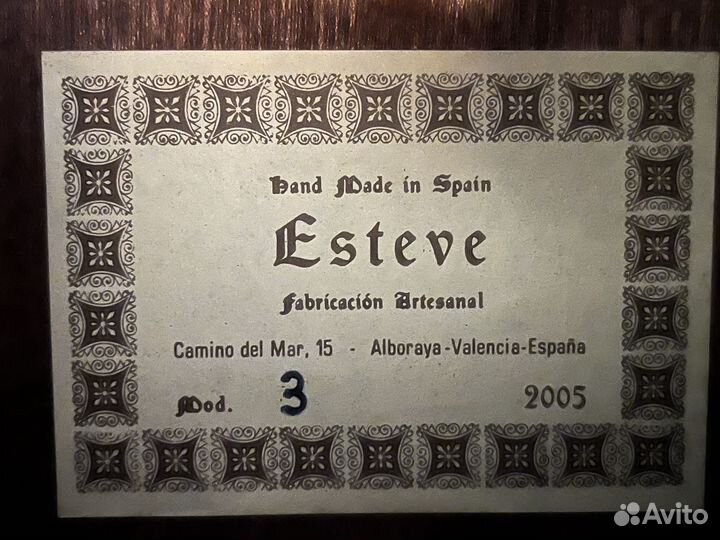 Hand Made in Spain
Esteve
Fabricación Artesanal
Camino del Mar, 15 - Alboraya-Valencia-España
Mod. 3 2005
Avito